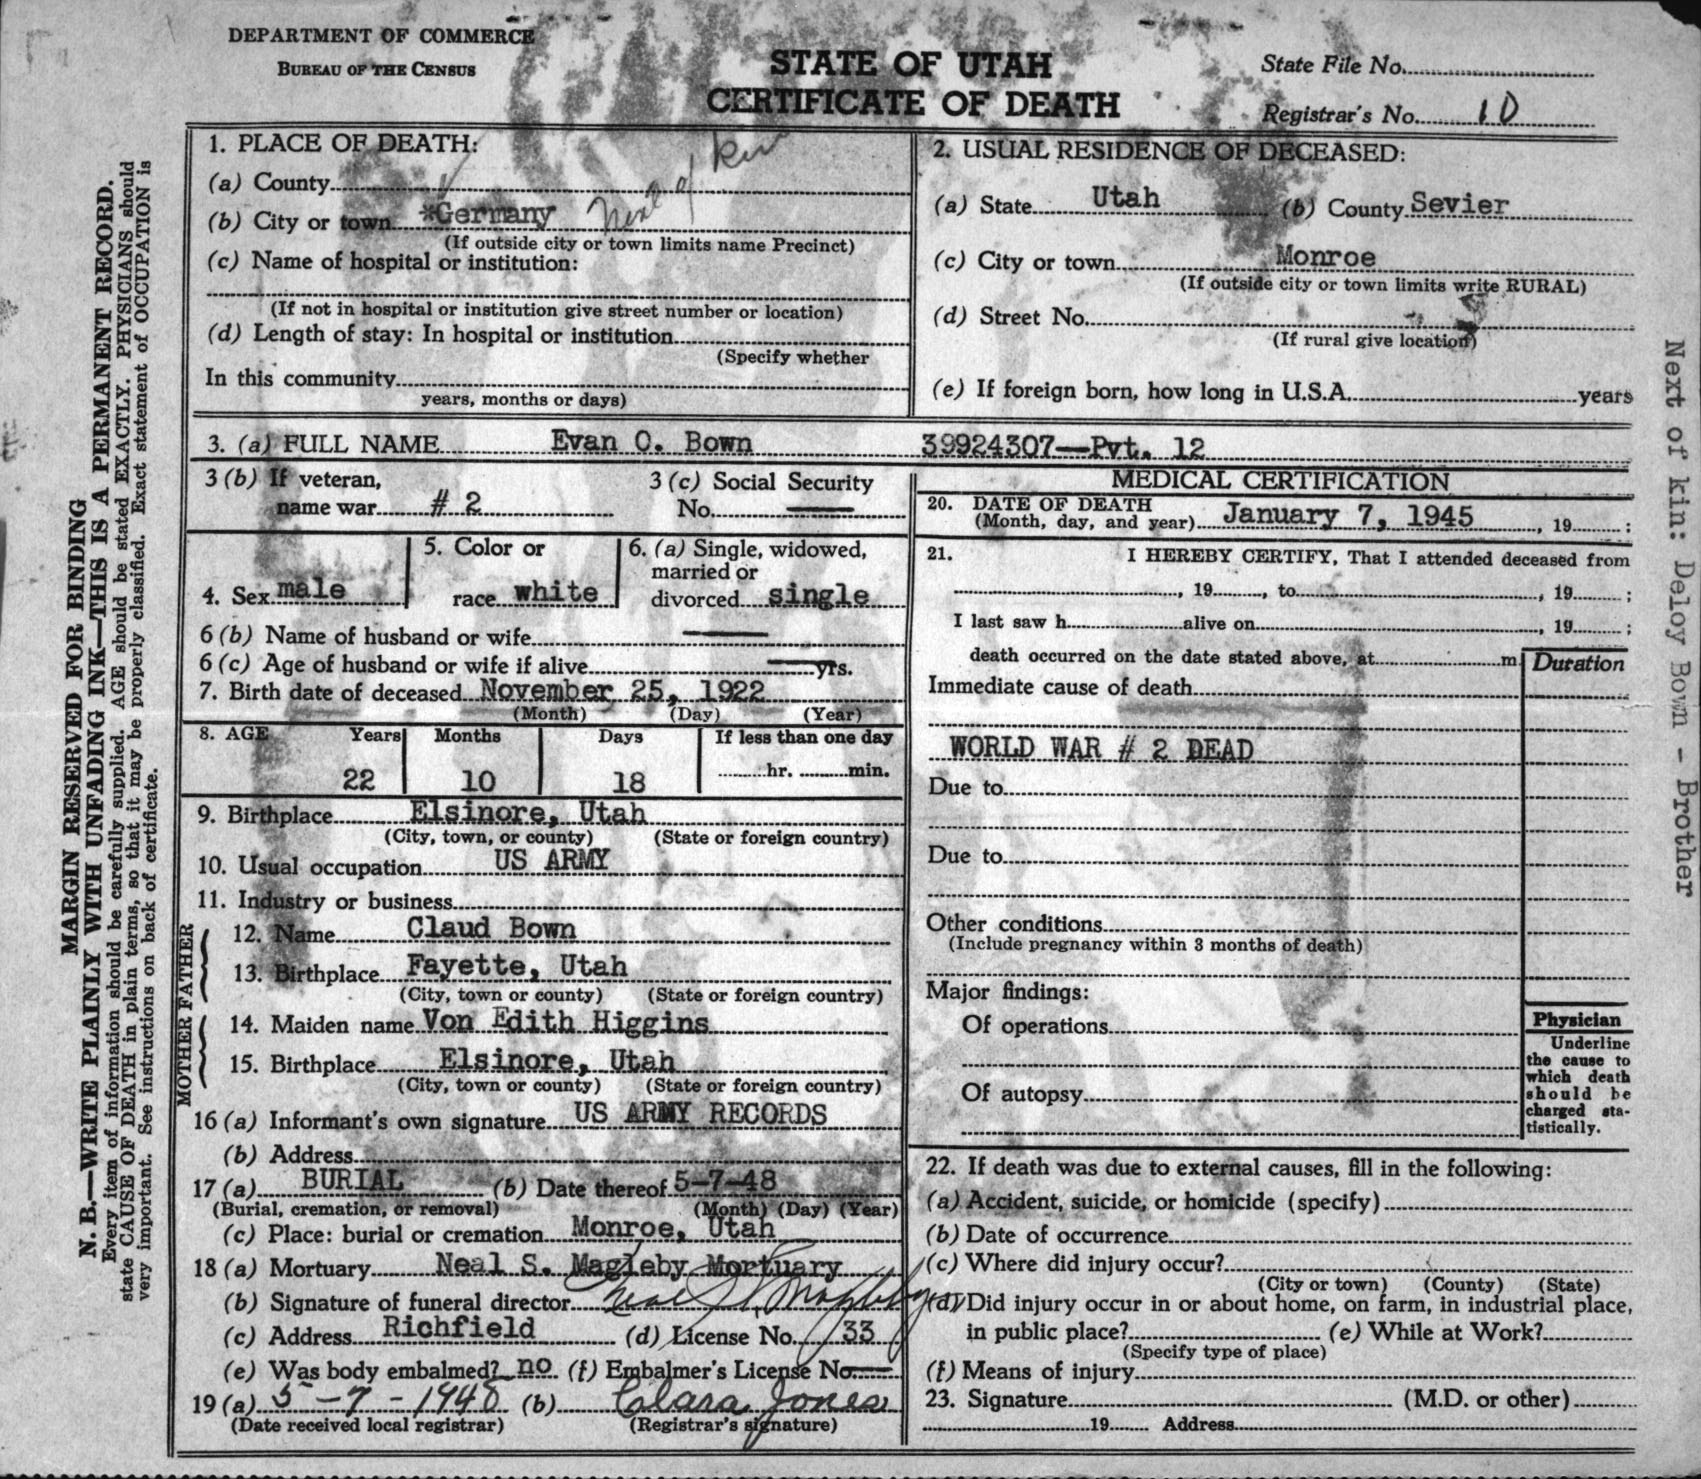 DEPARTMENT OF COMMERCE
BUREAU OF THE CENSUS
STATE OF UTAH
CERTIFICATE OF DEATH
State File No.
Registrar's No. 10
MARGIN RESERVED FOR BINDING
N. B.—WRITE PLAINLY WITH UNFADING INK—THIS IS A PERMANENT RECORD.
Every item of information should be carefully supplied. AGE should be stated EXACTLY. PHYSICIANS should
state CAUSE OF DEATH in plain terms, so that it may be properly classified. Exact statement of OCCUPATION is
very important. See instructions on back of certificate.
1. PLACE OF DEATH:
(a) County
(b) City or town *Germany
(If outside city or town limits name Precinct)
(c) Name of hospital or institution:
(If not in hospital or institution give street number or location)
(d) Length of stay: In hospital or institution
(Specify whether
In this community
years, months or days)
2. USUAL RESIDENCE OF DECEASED:
(a) State Utah (b) County Sevier
(c) City or town Monroe
(If outside city or town limits write RURAL)
(d) Street No.
(If rural give location)
(e) If foreign born, how long in U.S.A. years
3. (a) FULL NAME Evan O. Bown 39924307—Pvt. 12
3 (b) If veteran,
name war # 2
3 (c) Social Security
No. —
4. Sex male
5. Color or
race white
6. (a) Single, widowed,
married or
divorced single
6 (b) Name of husband or wife —
6 (c) Age of husband or wife if alive — yrs.
7. Birth date of deceased November 25, 1922
(Month) (Day) (Year)
8. AGE Years Months Days If less than one day
22 10 18 hr. min.
9. Birthplace Elsinore, Utah
(City, town, or county) (State or foreign country)
10. Usual occupation US ARMY
11. Industry or business
FATHER
12. Name Claud Bown
13. Birthplace Fayette, Utah
(City, town or county) (State or foreign country)
MOTHER
14. Maiden name Von Edith Higgins
15. Birthplace Elsinore, Utah
(City, town or county) (State or foreign country)
16 (a) Informant's own signature US ARMY RECORDS
(b) Address
17 (a) BURIAL (b) Date thereof 5-7-48
(Burial, cremation, or removal) (Month) (Day) (Year)
(c) Place: burial or cremation Monroe, Utah
18 (a) Mortuary Neal S. Magleby Mortuary
(b) Signature of funeral director Neal S. Magleby
(c) Address Richfield (d) License No. 33
(e) Was body embalmed? no (f) Embalmer's License No. —
19 (a) 5-7-1948 (b) Clara Jones
(Date received local registrar) (Registrar's signature)
MEDICAL CERTIFICATION
20. DATE OF DEATH
(Month, day, and year) January 7, 1945, 19 ;
21. I HEREBY CERTIFY, That I attended deceased from
, 19 , to , 19 ;
I last saw h alive on , 19 ;
death occurred on the date stated above, at m.
Duration
Immediate cause of death
WORLD WAR # 2 DEAD
Due to
Due to
Other conditions
(Include pregnancy within 3 months of death)
Major findings:
Of operations
Of autopsy
Physician
Underline
the cause to
which death
should be
charged sta-
tistically.
22. If death was due to external causes, fill in the following:
(a) Accident, suicide, or homicide (specify)
(b) Date of occurrence
(c) Where did injury occur?
(City or town) (County) (State)
(d) Did injury occur in or about home, on farm, in industrial place,
in public place? (e) While at Work?
(Specify type of place)
(f) Means of injury
23. Signature (M.D. or other)
19 Address
Next of kin: Deloy Bown - Brother